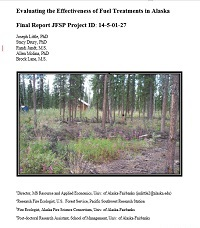 Evaluating the Effectiveness of Fuel Treatments in Alaska
Final Report JFSP Project ID: 14-5-01-27
Joseph Little, PhD
Stacy Drury, PhD
Randi Jandt, M.S.
Allen Molina, PhD
Brock Lane, M.S.
¹Director, MS Resource and Applied Economics, Univ. of Alaska-Fairbanks
²Research Fire Ecologist, U.S. Forest Service, Pacific Southwest Research Station
³Fire Ecologist, Alaska Fire Science Consortium, Univ. of Alaska-Fairbanks
⁴Post-doctoral Research Assistant, School of Management, Univ. of Alaska-Fairbanks